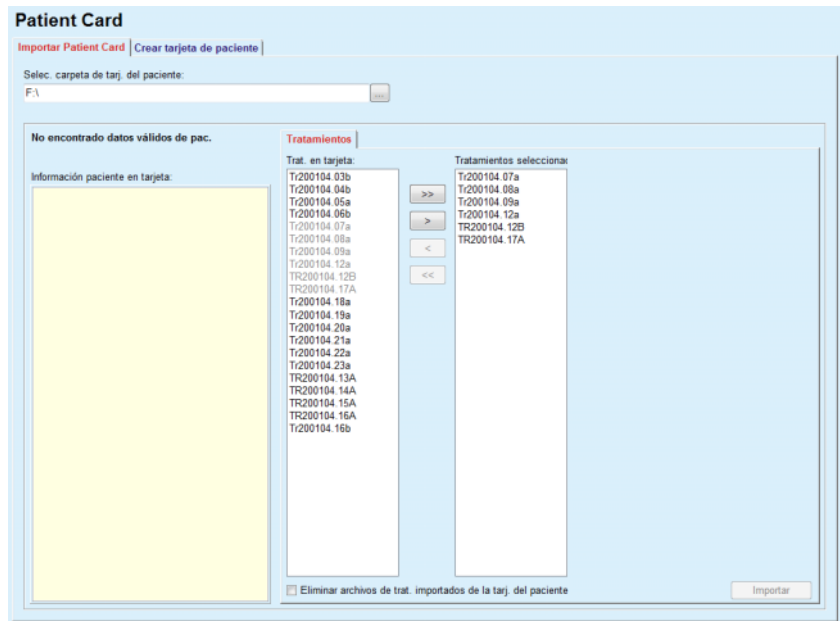 Patient Card
Importar Patient Card
Crear tarjeta de paciente
Selec. carpeta de tarj. del paciente:
F:\
...
No encontrado datos válidos de pac.
Información paciente en tarjeta:
Tratamientos
Trat. en tarjeta:
Tr200104.03b
Tr200104.04b
Tr200104.05a
Tr200104.06b
Tr200104.07a
Tr200104.08a
Tr200104.09a
Tr200104.12a
TR200104.12B
TR200104.17A
Tr200104.18a
Tr200104.19a
Tr200104.20a
Tr200104.21a
Tr200104.22a
Tr200104.23a
TR200104.13A
TR200104.14A
TR200104.15A
TR200104.16A
Tr200104.16b
>>
>
<
<<
Tratamientos seleccionac
Tr200104.07a
Tr200104.08a
Tr200104.09a
Tr200104.12a
TR200104.12B
TR200104.17A
Eliminar archivos de trat. importados de la tarj. del paciente
Importar